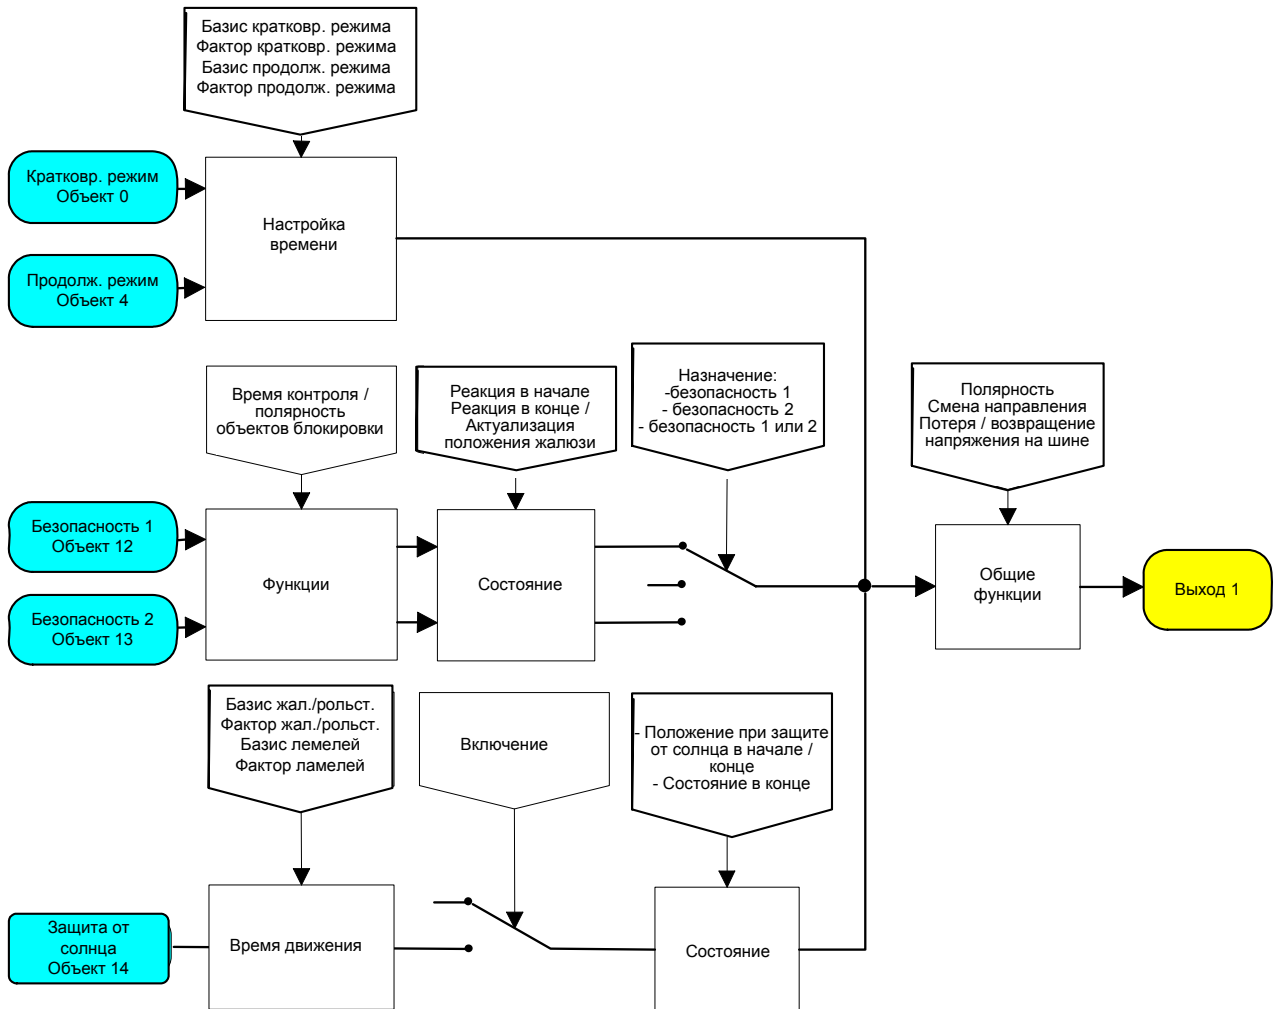 Базис кратковр. режима
Фактор кратковр. режима
Базис продолж. режима
Фактор продолж. режима
Кратковр. режим
Объект 0
Настройка
времени
Продолж. режим
Объект 4
Время контроля /
полярность
объектов блокировки
Реакция в начале
Реакция в конце /
Актуализация
положения жалюзи
Назначение:
-безопасность 1
- безопасность 2
- безопасность 1 или 2
Полярность
Смена направления
Потеря / возвращение
напряжения на шине
Безопасность 1
Объект 12
Функции
Состояние
Общие
функции
Выход 1
Безопасность 2
Объект 13
Базис жал./рольст.
Фактор жал./рольст.
Базис лемелей
Фактор ламелей
Включение
- Положение при защите
от солнца в начале /
конце
- Состояние в конце
Защита от
солнца
Объект 14
Время движения
Состояние